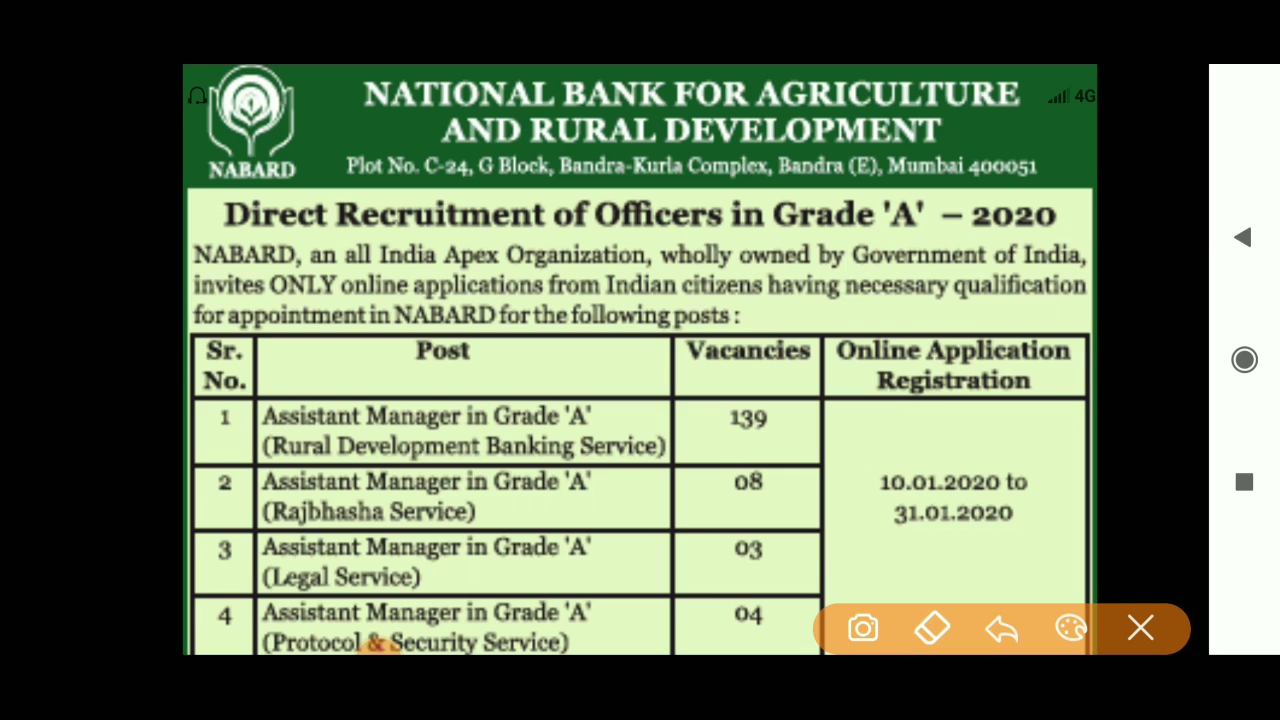 NABARD
NATIONAL BANK FOR AGRICULTURE
AND RURAL DEVELOPMENT
Plot No. C-24, G Block, Bandra-Kurla Complex, Bandra (E), Mumbai 400051
4G
Direct Recruitment of Officers in Grade 'A' – 2020
NABARD, an all India Apex Organization, wholly owned by Government of India,
invites ONLY online applications from Indian citizens having necessary qualification
for appointment in NABARD for the following posts :
Sr. No. Post Vacancies Online Application Registration
1 Assistant Manager in Grade 'A' 139
(Rural Development Banking Service)
2 Assistant Manager in Grade 'A' 08 10.01.2020 to
(Rajbhasha Service) 31.01.2020
3 Assistant Manager in Grade 'A' 03
(Legal Service)
4 Assistant Manager in Grade 'A' 04
(Protocol & Security Service)